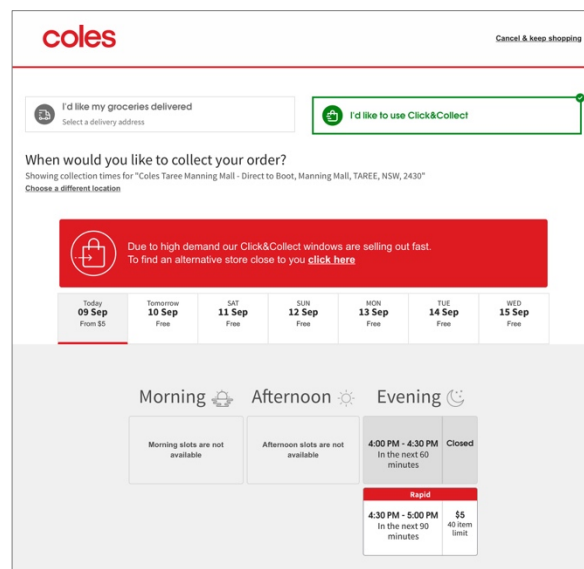 coles
Cancel & keep shopping
I'd like my groceries delivered
Select a delivery address
I'd like to use Click&Collect
When would you like to collect your order?
Showing collection times for "Coles Taree Manning Mall - Direct to Boot, Manning Mall, TAREE, NSW, 2430"
Choose a different location
Due to high demand our Click&Collect windows are selling out fast.
To find an alternative store close to you click here
Today
09 Sep
From $5
Tomorrow
10 Sep
Free
SAT
11 Sep
Free
SUN
12 Sep
Free
MON
13 Sep
Free
TUE
14 Sep
Free
WED
15 Sep
Free
Morning
Afternoon
Evening
Morning slots are not
available
Afternoon slots are not
available
4:00 PM - 4:30 PM
In the next 60
minutes
Closed
Rapid
4:30 PM - 5:00 PM
In the next 90
minutes
$5
40 item
limit